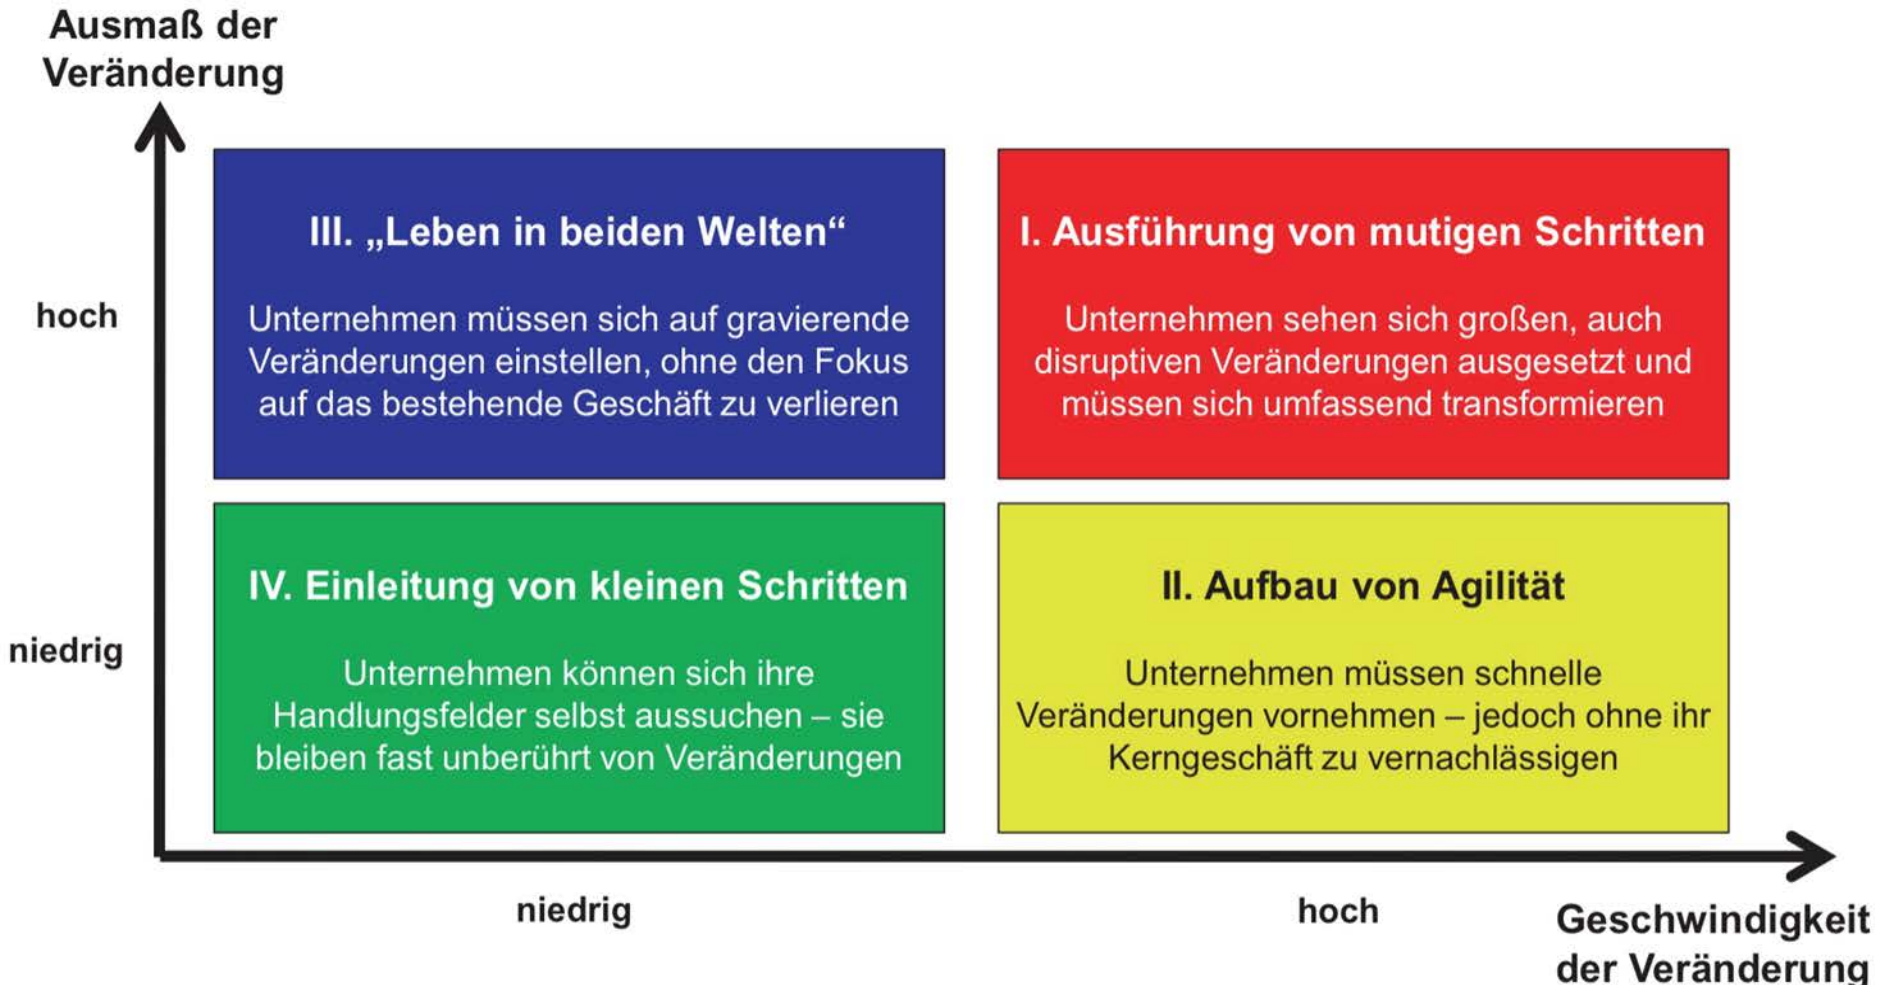 Ausmaß der
Veränderung
hoch
III. „Leben in beiden Welten“
Unternehmen müssen sich auf gravierende
Veränderungen einstellen, ohne den Fokus
auf das bestehende Geschäft zu verlieren
I. Ausführung von mutigen Schritten
Unternehmen sehen sich großen, auch
disruptiven Veränderungen ausgesetzt und
müssen sich umfassend transformieren
niedrig
IV. Einleitung von kleinen Schritten
Unternehmen können sich ihre
Handlungsfelder selbst aussuchen – sie
bleiben fast unberührt von Veränderungen
II. Aufbau von Agilität
Unternehmen müssen schnelle
Veränderungen vornehmen – jedoch ohne ihr
Kerngeschäft zu vernachlässigen
niedrig
hoch
Geschwindigkeit
der Veränderung